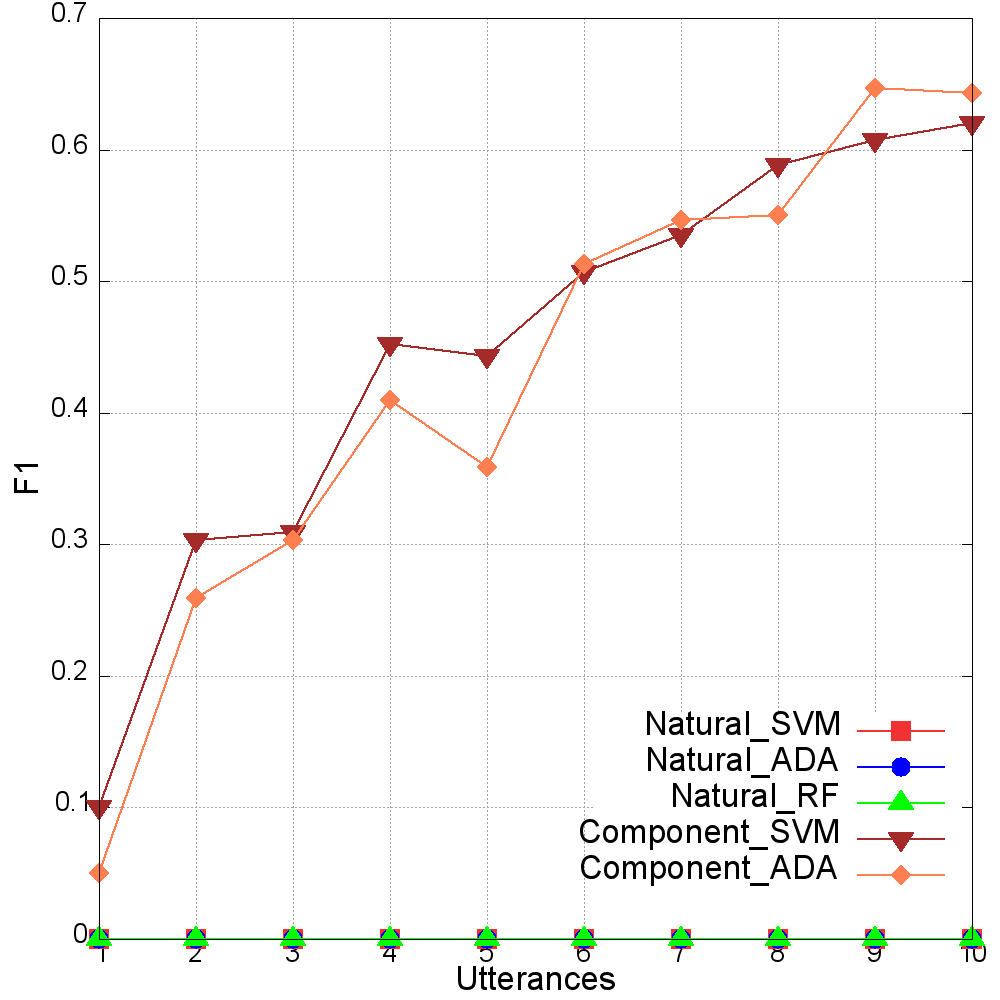 0.7
0.6
0.5
0.4
0.3
0.2
0.1
0
F1
Natural_SVM
Natural_ADA
Natural_RF
Component_SVM
Component_ADA
1 2 3 4 5 6 7 8 9 10
Utterances